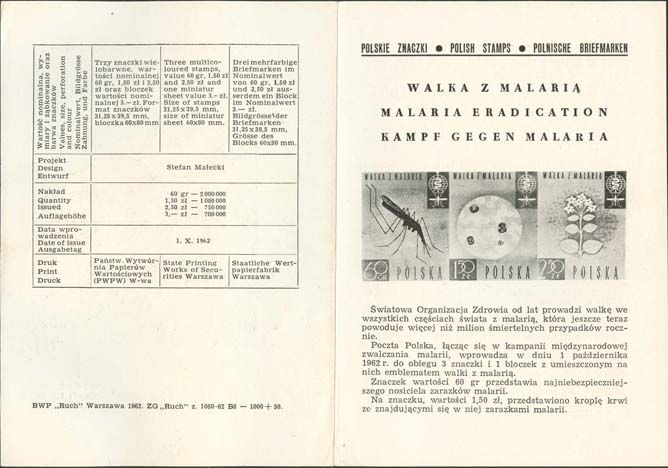 Wartość nominalna, wy-
miary i ząbkowanie oraz
barwa znaczków
Values, size, perforation
and colour
Nominalwert, Bildgrösse
Zahnung, und Farbe
Trzy znaczki wie-
lobarwne, war-
tości nominalnej
60 gr, 1,50 zł i 2,50
zł oraz bloczek
wartości nomi-
nalnej 3.— zł. For-
mat znaczków
31,25 x 39,5 mm,
bloczka 60x80 mm.
Three multico-
loured stamps,
value 60 gr, 1.50 zł
and 2,50 zł and
one miniatur
sheet value 3.— zł.
Size of stamps
31,25 x 39,5 mm,
size of miniatur
sheet 60x80 mm.
Drei mehrfarbige
Briefmarken im
Nominalwert
von 60 gr, 1,50 zł
und 2,50 zł aus-
serdem ein Block
im Nominalwert
3.— zł.
Bildgrösse der
Briefmarken
31,25 x 39,5 mm,
Grösse des
Blocks 60x80 mm.
Projekt
Design
Entwurf
Stefan Małecki
Nakład
Quantity
issued
Auflagehöhe
60 gr — 2 000 000
1,50 zł — 1 000 000
2,50 zł — 750 000
3,— zł — 700 000
Data wpro-
wadzenia
Date of issue
Ausgabetag
1. X. 1962
Druk
Print
Druck
Państw. Wytwór-
nia Papierów
Wartościowych
(PWPW) W-wa
State Printing
Works of Secu-
rities Warszawa
Staatliche Wert-
papierfabrik
Warszawa
BWP „Ruch” Warszawa 1962. ZG „Ruch” z. 1060-62 B6 — 1000 + 50.
POLSKIE ZNACZKI ● POLISH STAMPS ● POLNISCHE BRIEFMARKEN
WALKA Z MALARIĄ
MALARIA ERADICATION
KAMPF GEGEN MALARIA
WALKA Z MALARIĄ
60 GR
POLSKA
WALKA Z MALARIĄ
1,50 ZŁ
POLSKA
WALKA Z MALARIĄ
2,50 ZŁ
POLSKA
Światowa Organizacja Zdrowia od lat prowadzi walkę we
wszystkich częściach świata z malarią, która jeszcze teraz
powoduje więcej niż milion śmiertelnych przypadków rocz-
nie.
Poczta Polska, łącząc się w kampanii międzynarodowej
zwalczania malarii, wprowadza w dniu 1 października
1962 r. do obiegu 3 znaczki i 1 bloczek z umieszczonym na
nich emblematem walki z malarią.
Znaczek wartości 60 gr przedstawia najniebezpieczniej-
szego nosiciela zarazków malarii.
Na znaczku, wartości 1,50 zł, przedstawiono kroplę krwi
ze znajdującymi się w niej zarazkami malarii.